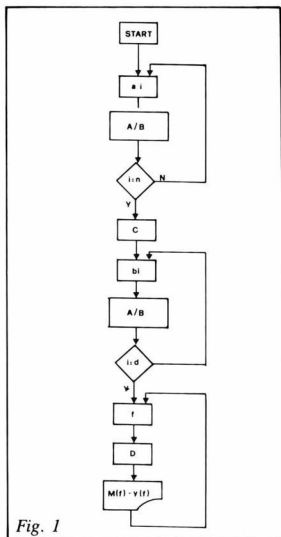 START
a i
A/B
i:n N
Y
C
bi
A/B
i:d
Y
f
D
M(f) - γ(f)
Fig. 1